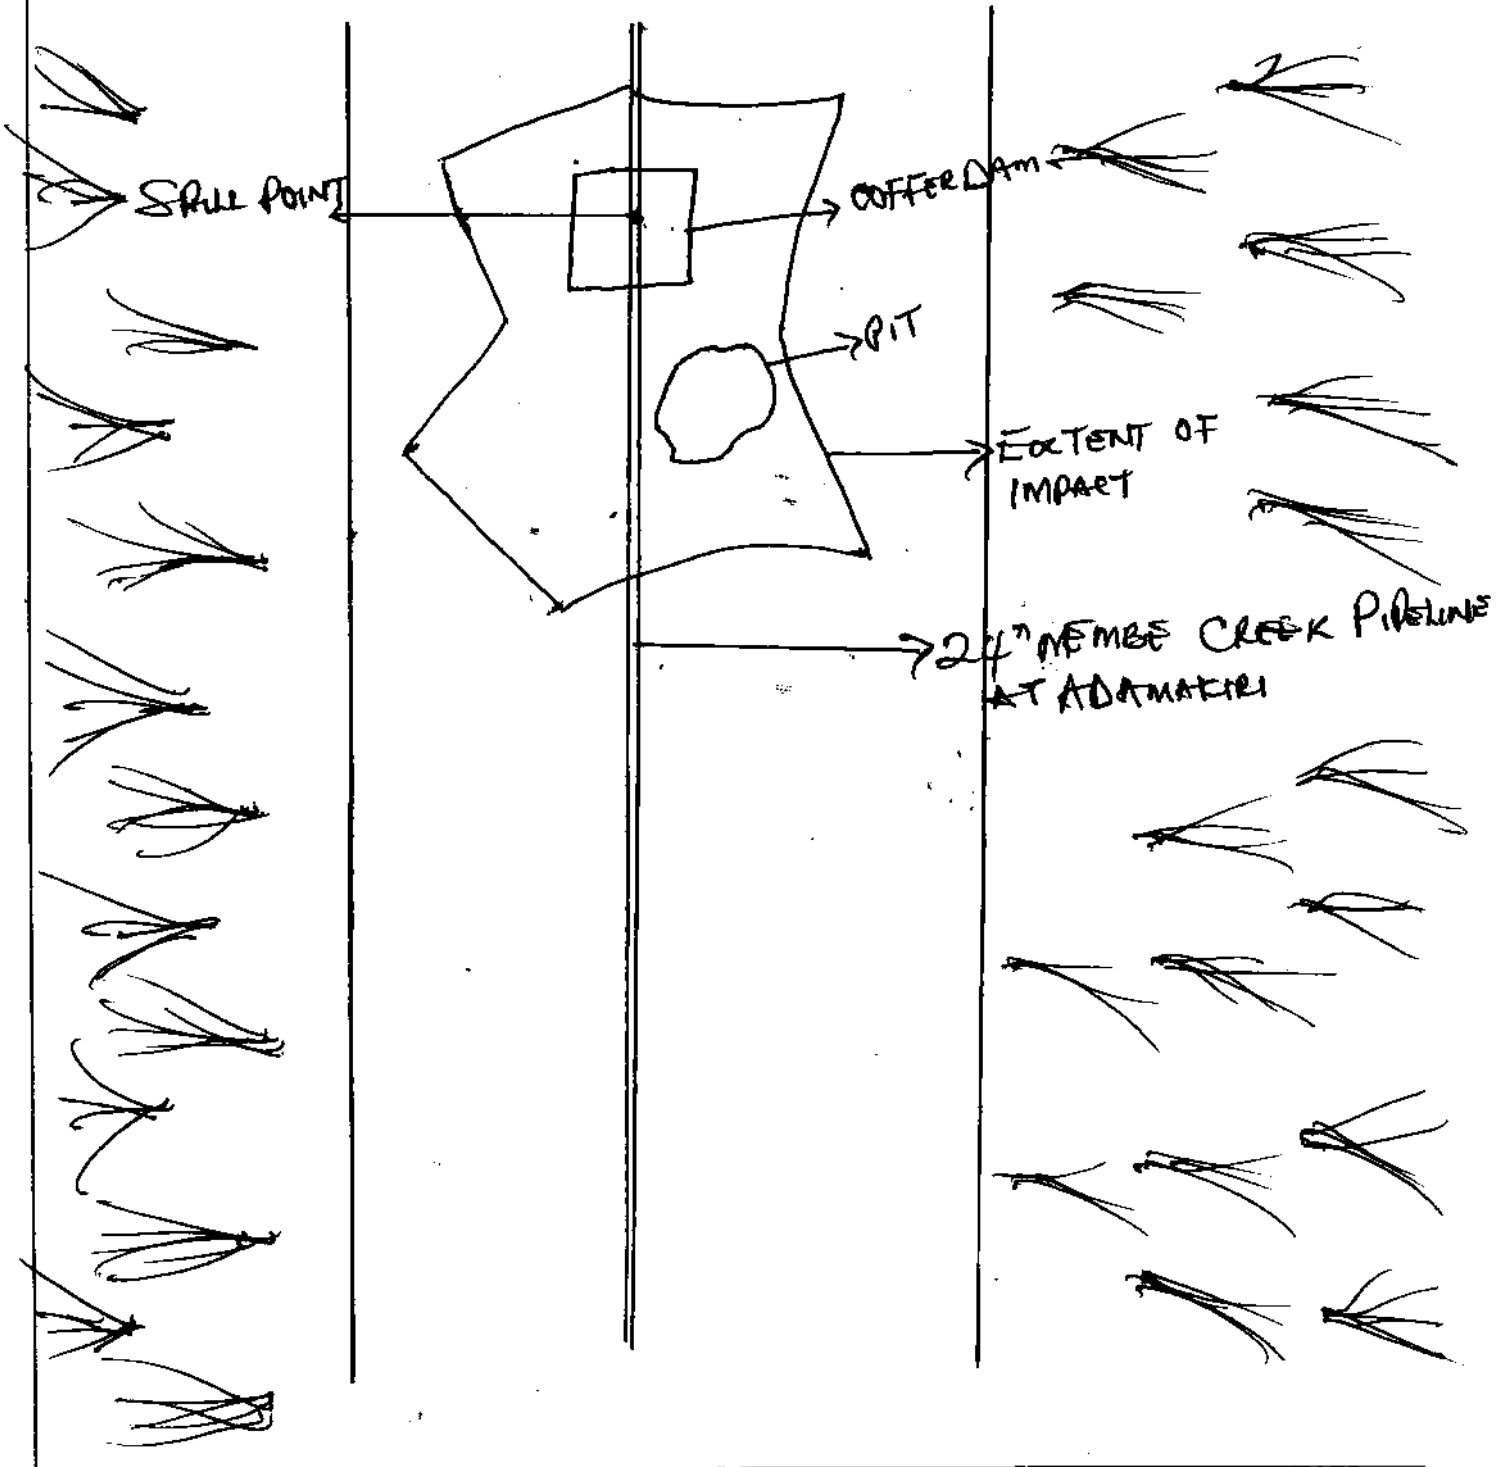 SPILL POINT
COFFERDAM
PIT
EXTENT OF
IMPACT
24" NEMBE CREEK PIPELINE
AT ADAMAKIRI